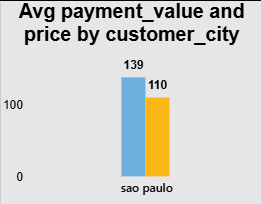 Avg payment_value and
price by customer_city
139
110
100
0
sao paulo